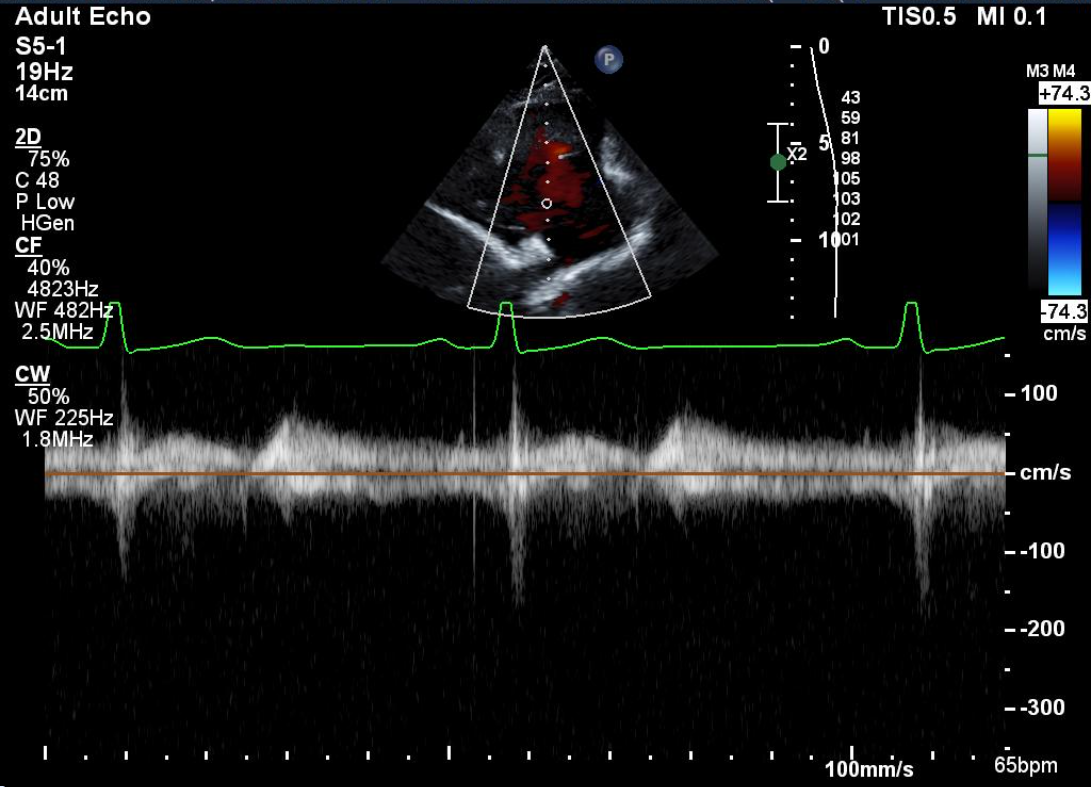 Adult Echo
TIS0.5 MI 0.1
S5-1
19Hz
14cm
2D
75%
C 48
P Low
HGen
CF
40%
4823Hz
WF 482Hz
2.5MHz
CW
50%
WF 225Hz
1.8MHz
P
0
5
10
X2
43
59
81
98
105
103
102
101
M3 M4
+74.3
-74.3
cm/s
100
cm/s
-100
-200
-300
100mm/s
65bpm